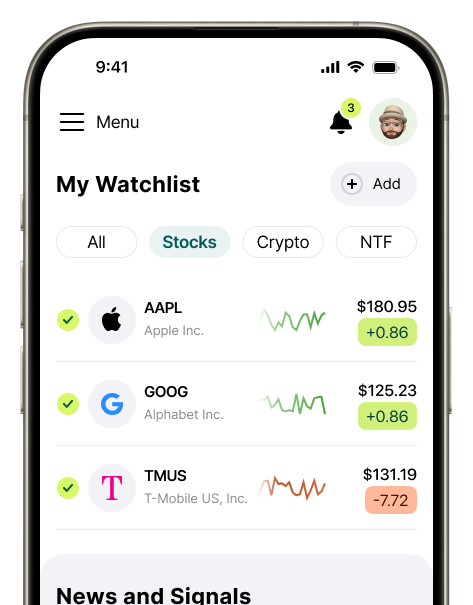 9:41
Menu
3
My Watchlist
Add
All
Stocks
Crypto
NTF
AAPL
Apple Inc.
$180.95
+0.86
GOOG
Alphabet Inc.
$125.23
+0.86
T
TMUS
T-Mobile US, Inc.
$131.19
-7.72
News and Signals